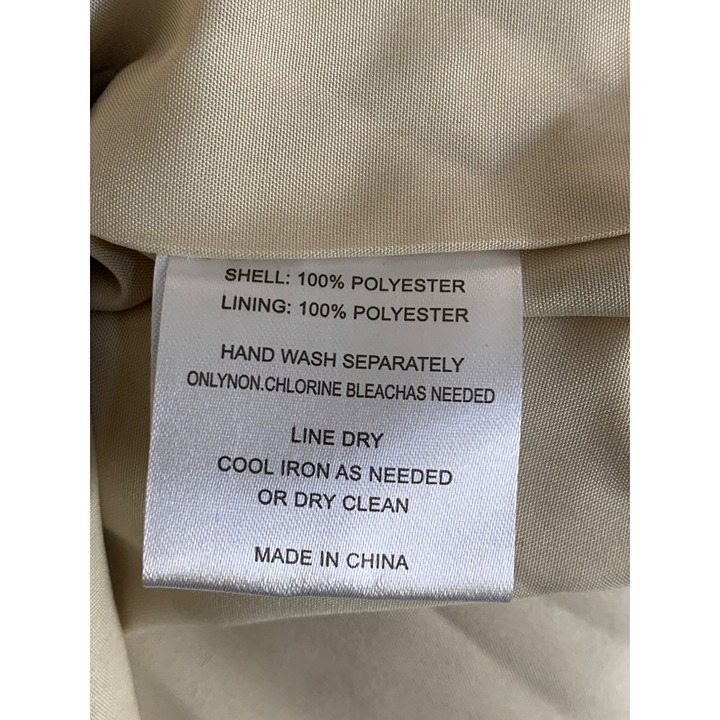 SHELL: 100% POLYESTER
LINING: 100% POLYESTER
HAND WASH SEPARATELY
ONLYNON.CHLORINE BLEACHAS NEEDED
LINE DRY
COOL IRON AS NEEDED
OR DRY CLEAN
MADE IN CHINA